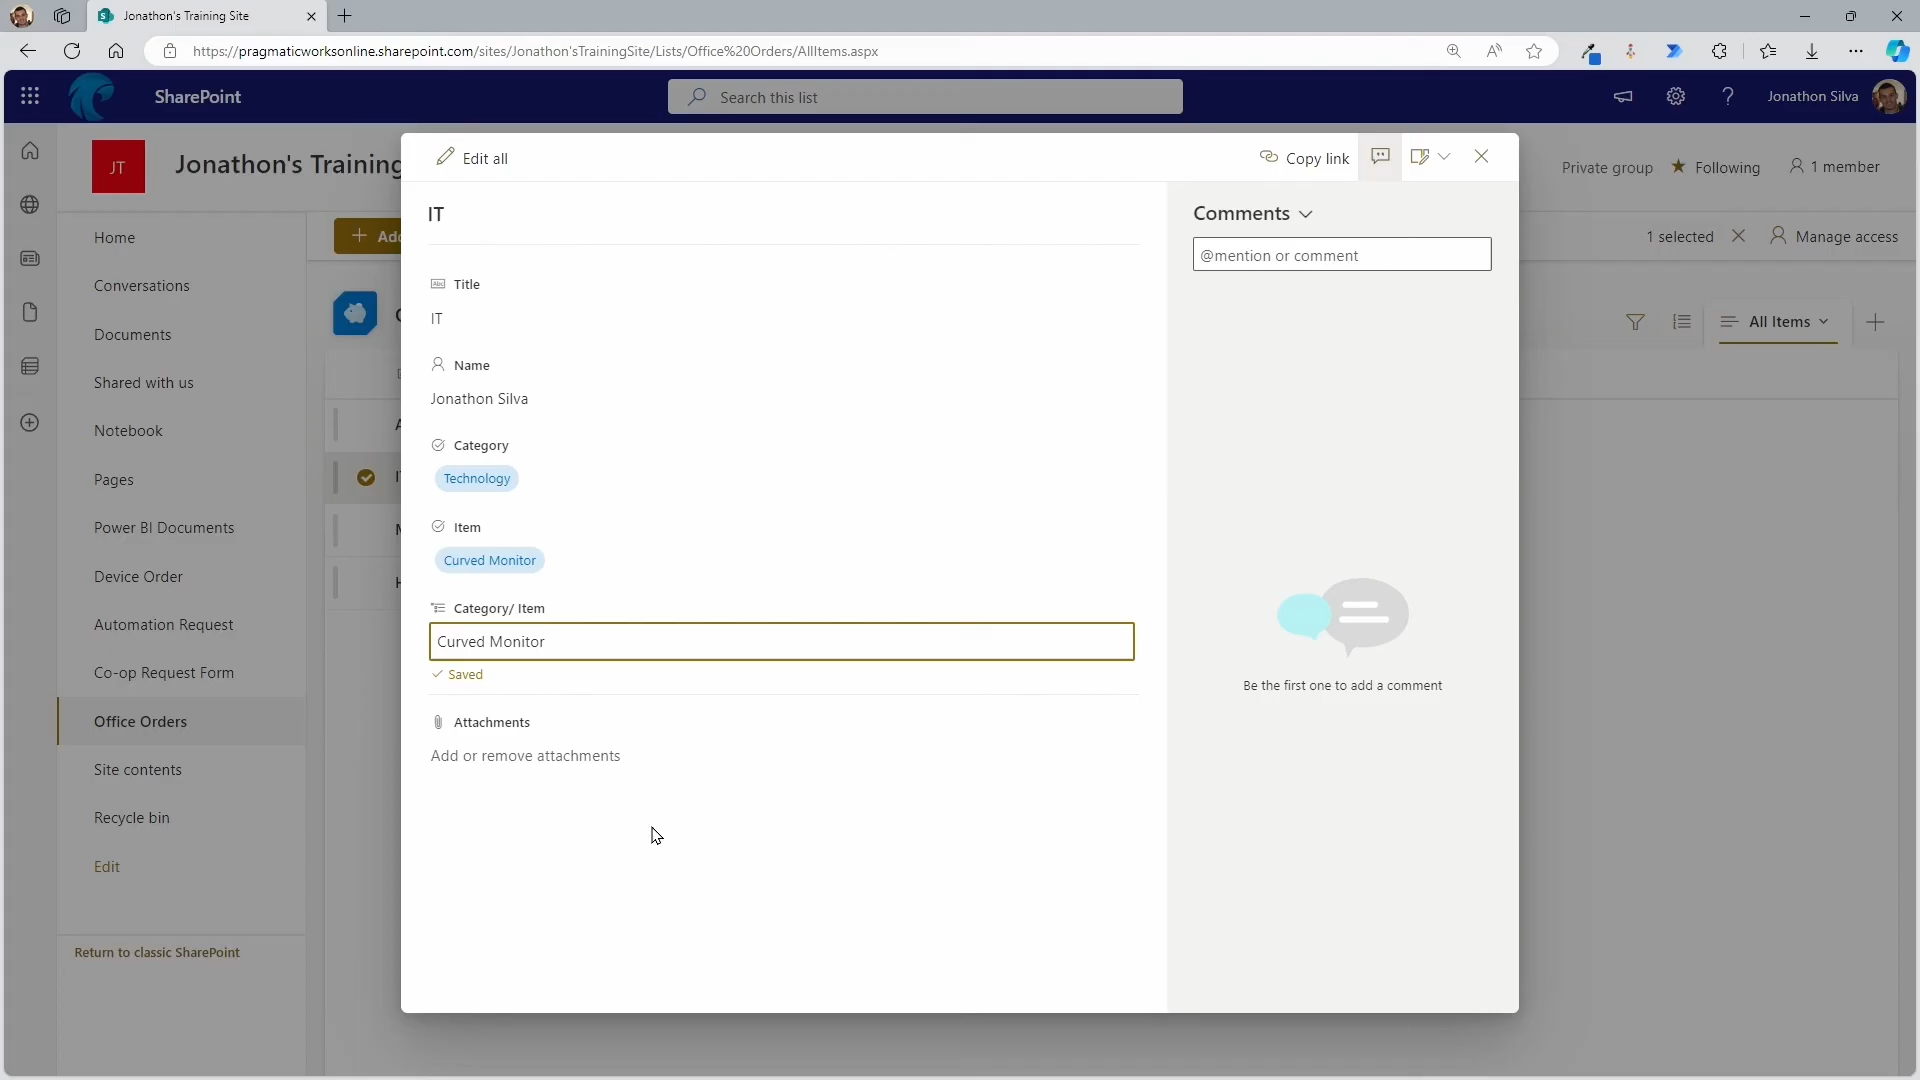 Jonathon's Training Site
https://pragmaticworksonline.sharepoint.com/sites/Jonathon'sTrainingSite/Lists/Office%20Orders/AllItems.aspx
SharePoint
Search this list
Jonathon Silva
JT
Jonathon's Training
Private group
Following
1 member
Edit all
Copy link
Home
Conversations
Documents
Shared with us
Notebook
Pages
Power BI Documents
Device Order
Automation Request
Co-op Request Form
Office Orders
Site contents
Recycle bin
Edit
Return to classic SharePoint
1 selected
Manage access
All Items
IT
Title
IT
Name
Jonathon Silva
Category
Technology
Item
Curved Monitor
Category/ Item
Curved Monitor
Saved
Attachments
Add or remove attachments
Comments
@mention or comment
Be the first one to add a comment